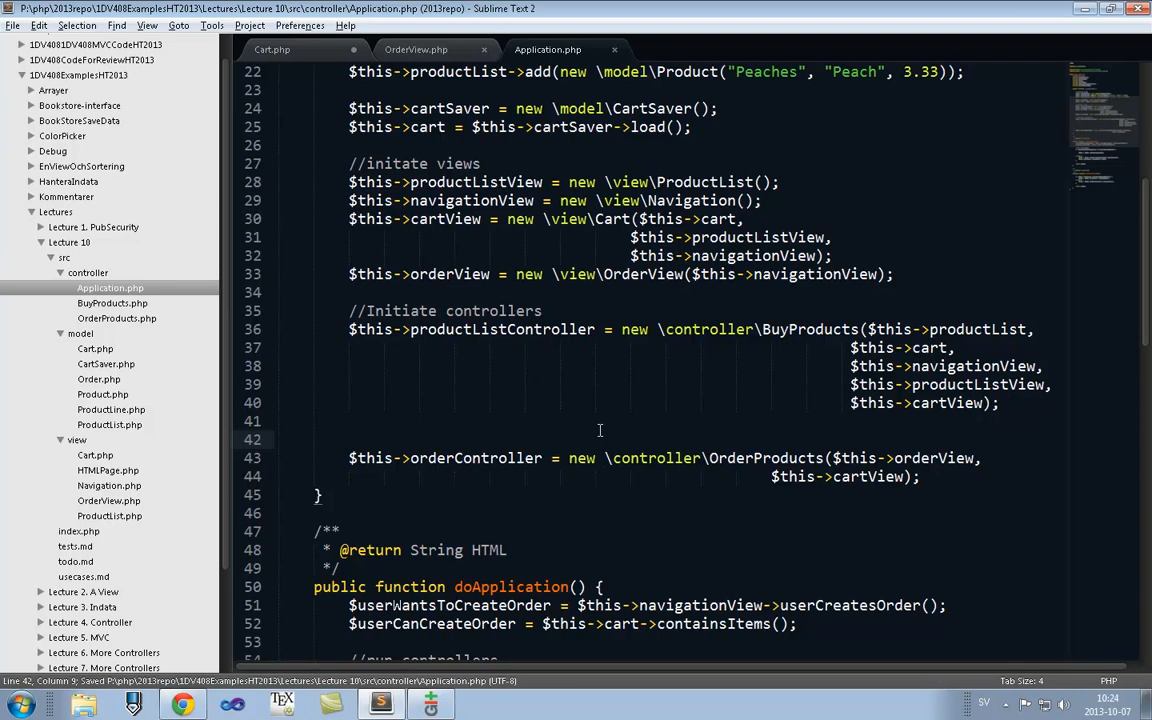 P:\php\2013repo\1DV408ExamplesHT2013\Lectures\Lecture 10\src\controller\Application.php (2013repo) - Sublime Text 2
File Edit Selection Find View Goto Tools Project Preferences Help
1DV4081DV408MVCCodeHT2013
1DV408CodeForReviewHT2013
1DV408ExamplesHT2013
Arrayer
Bookstore-interface
BookStoreSaveData
ColorPicker
Debug
EnViewOchSortering
HanteraIndata
Kommentarer
Lectures
Lecture 1. PubSecurity
Lecture 10
src
controller
Application.php
BuyProducts.php
OrderProducts.php
model
Cart.php
CartSaver.php
Order.php
Product.php
ProductLine.php
ProductList.php
view
Cart.php
HTMLPage.php
Navigation.php
OrderView.php
ProductList.php
index.php
tests.md
todo.md
usecases.md
Lecture 2. A View
Lecture 3. Indata
Lecture 4. Controller
Lecture 5. MVC
Lecture 6. More Controllers
Lecture 7. More Controllers
Cart.php OrderView.php Application.php
22 $this->productList->add(new \model\Product("Peaches", "Peach", 3.33));
23
24 $this->cartSaver = new \model\CartSaver();
25 $this->cart = $this->cartSaver->load();
26
27 //initate views
28 $this->productListView = new \view\ProductList();
29 $this->navigationView = new \view\Navigation();
30 $this->cartView = new \view\Cart($this->cart,
31 $this->productListView,
32 $this->navigationView);
33 $this->orderView = new \view\OrderView($this->navigationView);
34
35 //Initiate controllers
36 $this->productListController = new \controller\BuyProducts($this->productList,
37 $this->cart,
38 $this->navigationView,
39 $this->productListView,
40 $this->cartView);
41
42
43 $this->orderController = new \controller\OrderProducts($this->orderView,
44 $this->cartView);
45 }
46
47 /**
48 * @return String HTML
49 */
50 public function doApplication() {
51 $userWantsToCreateOrder = $this->navigationView->userCreatesOrder();
52 $userCanCreateOrder = $this->cart->containsItems();
53
54 //run controllers
Line 42, Column 9; Saved P:\php\2013repo\1DV408ExamplesHT2013\Lectures\Lecture 10\src\controller\Application.php (UTF-8)
Tab Size: 4 PHP
SV
10:24
2013-10-07